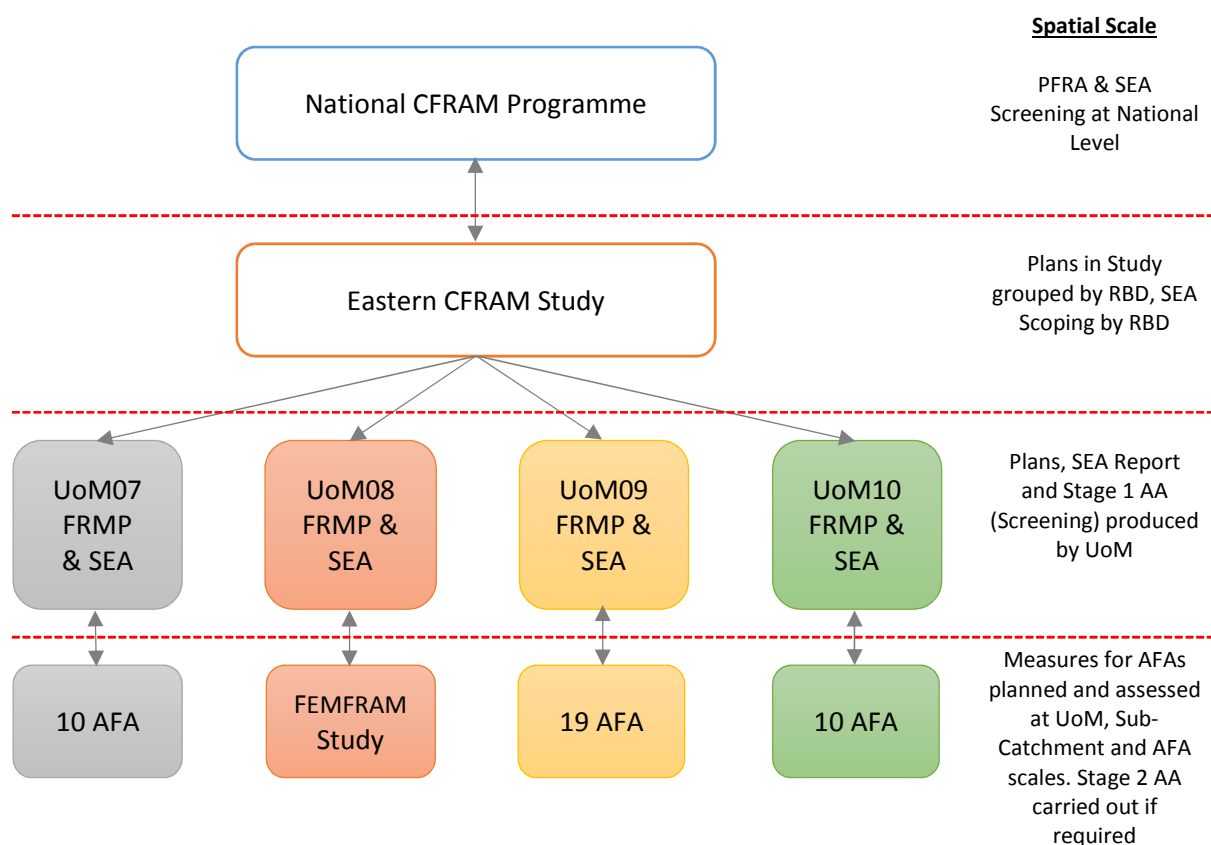 Spatial Scale
National CFRAM Programme
PFRA & SEA
Screening at National
Level
Eastern CFRAM Study
Plans in Study
grouped by RBD, SEA
Scoping by RBD
UoM07
FRMP
& SEA
UoM08
FRMP &
SEA
UoM09
FRMP &
SEA
UoM10
FRMP &
SEA
Plans, SEA Report
and Stage 1 AA
(Screening) produced
by UoM
10 AFA
FEMFRAM
Study
19 AFA
10 AFA
Measures for AFAs
planned and assessed
at UoM, Sub-
Catchment and AFA
scales. Stage 2 AA
carried out if
required